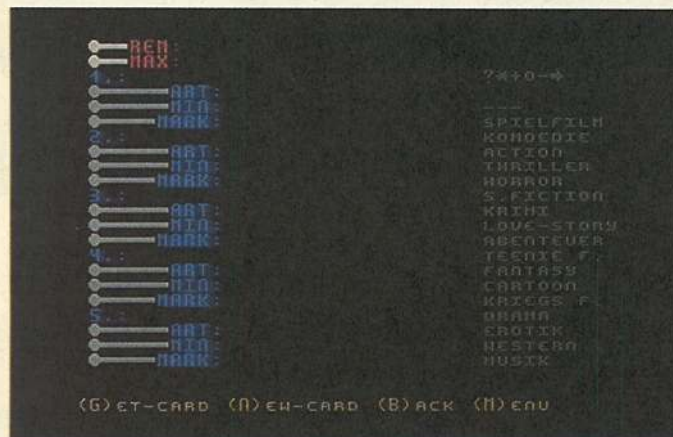 REM:
MAX:
1.:
?*+o-→
ART:
MIN:
---
MARK:
SPIELFILM
2.:
KOMOEDIE
ART:
ACTION
MIN:
THRILLER
MARK:
HORROR
3.:
S.FICTION
ART:
KRIMI
MIN:
LOVE-STORY
MARK:
ABENTEUER
4.:
TEENIE F.
ART:
FANTASY
MIN:
CARTOON
MARK:
KRIEGS F.
5.:
DRAMA
ART:
EROTIK
MIN:
WESTERN
MARK:
MUSIK
(G)ET-CARD (N)EW-CARD (B)ACK (M)ENU